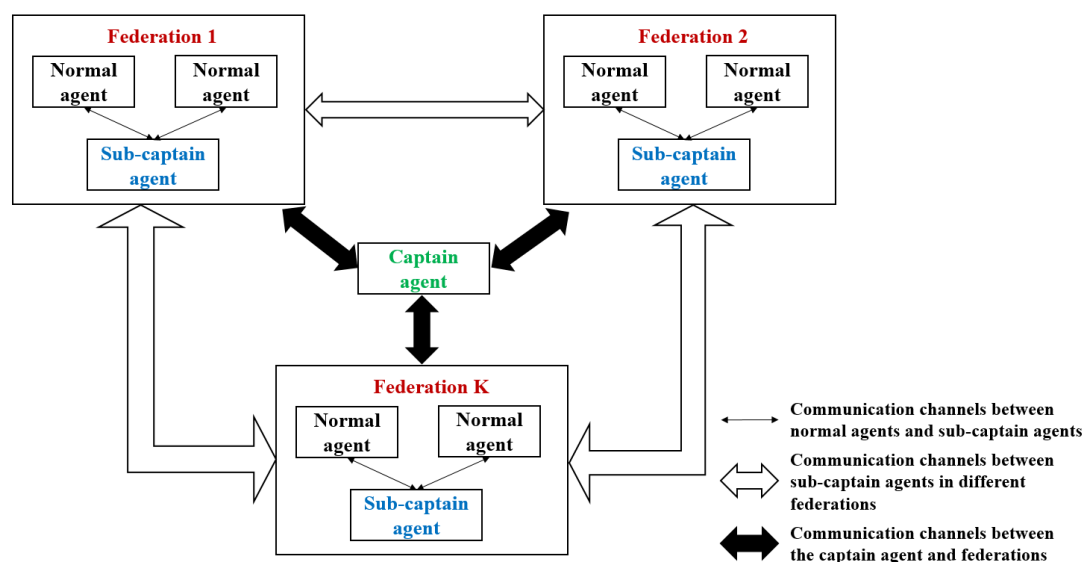 Federation 1
Normal
agent
Normal
agent
Sub-captain
agent
Federation 2
Normal
agent
Normal
agent
Sub-captain
agent
Captain
agent
Federation K
Normal
agent
Normal
agent
Sub-captain
agent
Communication channels between
normal agents and sub-captain agents
Communication channels between
sub-captain agents in different
federations
Communication channels between
the captain agent and federations